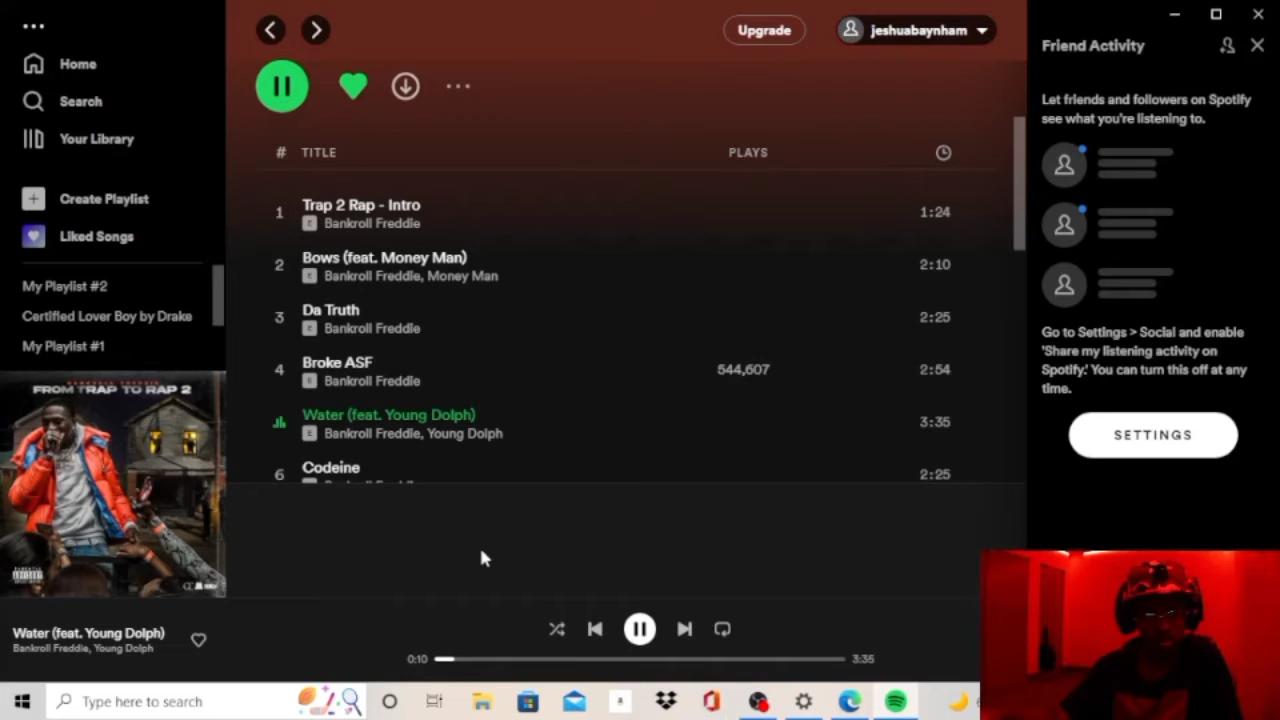 Home
Search
Your Library
Create Playlist
Liked Songs
My Playlist #2
Certified Lover Boy by Drake
My Playlist #1
BANKROLL FREDDIE
FROM TRAP TO RAP 2
Water (feat. Young Dolph)
Bankroll Freddie, Young Dolph
Upgrade
jeshuabaynham
# TITLE PLAYS
1 Trap 2 Rap - Intro 1:24
E Bankroll Freddie
2 Bows (feat. Money Man) 2:10
E Bankroll Freddie, Money Man
3 Da Truth 2:25
E Bankroll Freddie
4 Broke ASF 544,607 2:54
E Bankroll Freddie
Water (feat. Young Dolph) 3:35
E Bankroll Freddie, Young Dolph
6 Codeine 2:25
0:10 3:35
Friend Activity
Let friends and followers on Spotify
see what you're listening to.
Go to Settings > Social and enable
'Share my listening activity on
Spotify.' You can turn this off at any
time.
SETTINGS
Type here to search